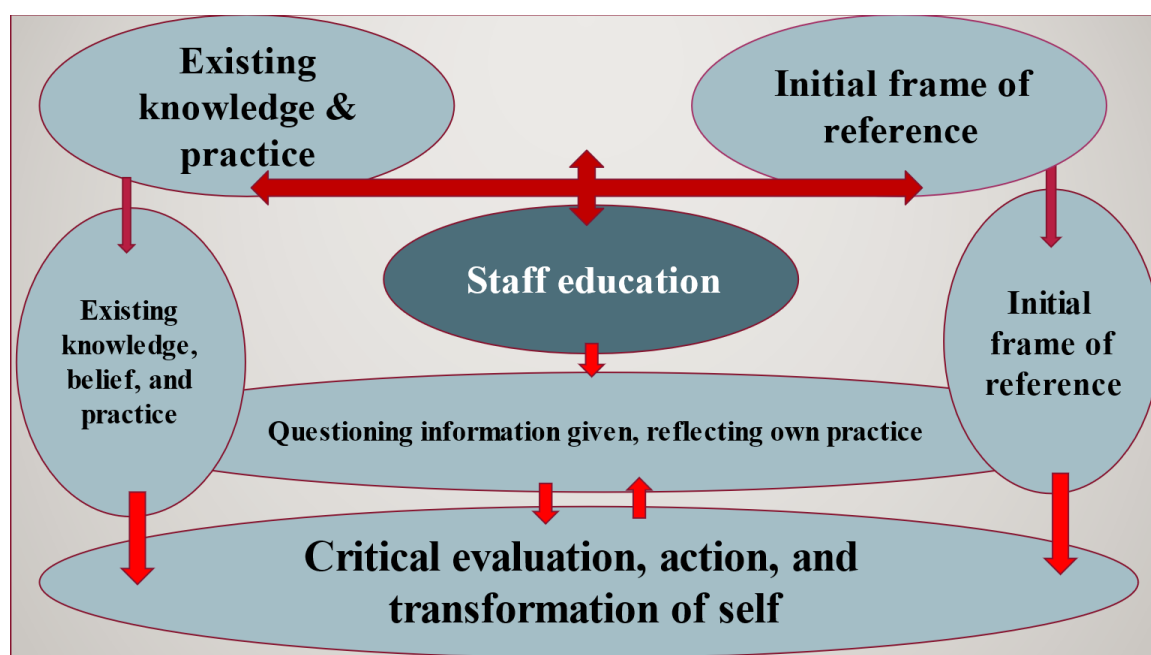 Existing
knowledge &
practice
Initial frame of
reference
Staff education
Existing
knowledge,
belief, and
practice
Initial
frame of
reference
Questioning information given, reflecting own practice
Critical evaluation, action, and
transformation of self